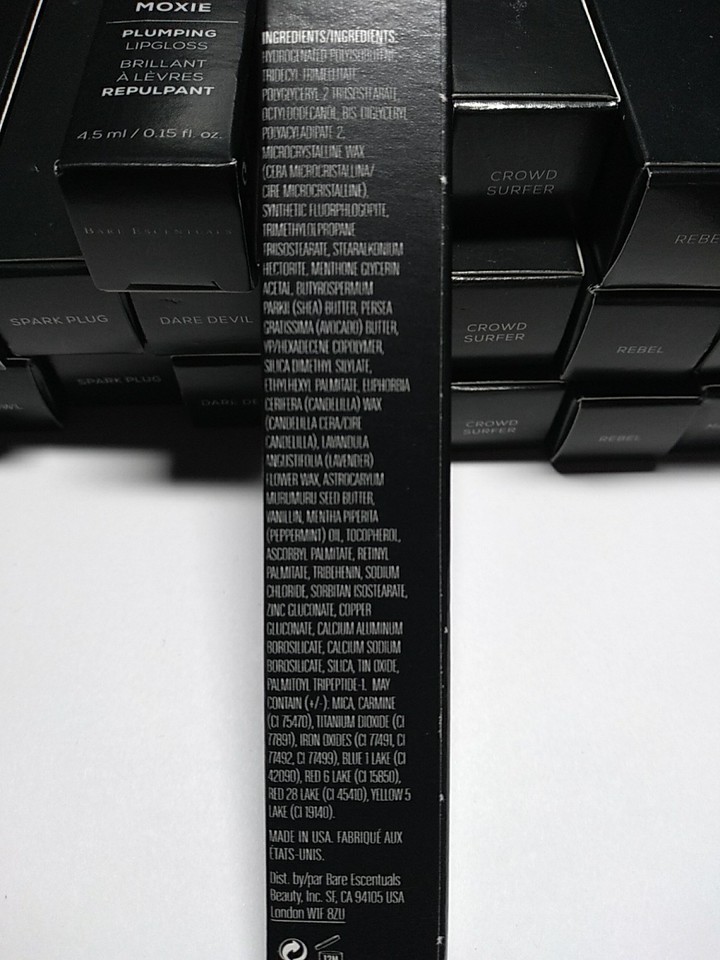 MOXIE
PLUMPING
LIPGLOSS
BRILLANT
À LÈVRES
REPULPANT
4.5 ml / 0.15 fl. oz.
BARE ESCENTUALS
SPARK PLUG
DARE DEVIL
SPARK PLUG
DARE DE
WL
INGREDIENTS/INGRÉDIENTS:
HYDROGENATED POLYISOBUTENE,
TRIDECYL TRIMELLITATE,
POLYGLYCERYL-2 TRIISOSTEARATE,
OCTYLDODECANOL, BIS-DIGLYCERYL
POLYACYLADIPATE-2,
MICROCRYSTALLINE WAX
(CERA MICROCRISTALLINA/
CIRE MICROCRISTALLINE),
SYNTHETIC FLUORPHLOGOPITE,
TRIMETHYLOLPROPANE
TRIISOSTEARATE, STEARALKONIUM
HECTORITE, MENTHONE GLYCERIN
ACETAL, BUTYROSPERMUM
PARKII (SHEA) BUTTER, PERSEA
GRATISSIMA (AVOCADO) BUTTER,
VP/HEXADECENE COPOLYMER,
SILICA DIMETHYL SILYLATE,
ETHYLHEXYL PALMITATE, EUPHORBIA
CERIFERA (CANDELILLA) WAX
(CANDELILLA CERA/CIRE
CANDELILLA), LAVANDULA
ANGUSTIFOLIA (LAVENDER)
FLOWER WAX, ASTROCARYUM
MURUMURU SEED BUTTER,
VANILLIN, MENTHA PIPERITA
(PEPPERMINT) OIL, TOCOPHEROL,
ASCORBYL PALMITATE, RETINYL
PALMITATE, TRIBEHENIN, SODIUM
CHLORIDE, SORBITAN ISOSTEARATE,
ZINC GLUCONATE, COPPER
GLUCONATE, CALCIUM ALUMINUM
BOROSILICATE, CALCIUM SODIUM
BOROSILICATE, SILICA, TIN OXIDE,
PALMITOYL TRIPEPTIDE-1. MAY
CONTAIN (+/-): MICA, CARMINE
(CI 75470), TITANIUM DIOXIDE (CI
77891), IRON OXIDES (CI 77491, CI
77492, CI 77499), BLUE 1 LAKE (CI
42090), RED 6 LAKE (CI 15850),
RED 28 LAKE (CI 45410), YELLOW 5
LAKE (CI 19140).
MADE IN USA. FABRIQUÉ AUX
ÉTATS-UNIS.
Dist. by/par Bare Escentuals
Beauty, Inc. SF, CA 94105 USA
London W1F 8ZU
12M
CROWD
SURFER
REBE
CROWD
SURFER
REBEL
CROWD
SURFER
REBEL